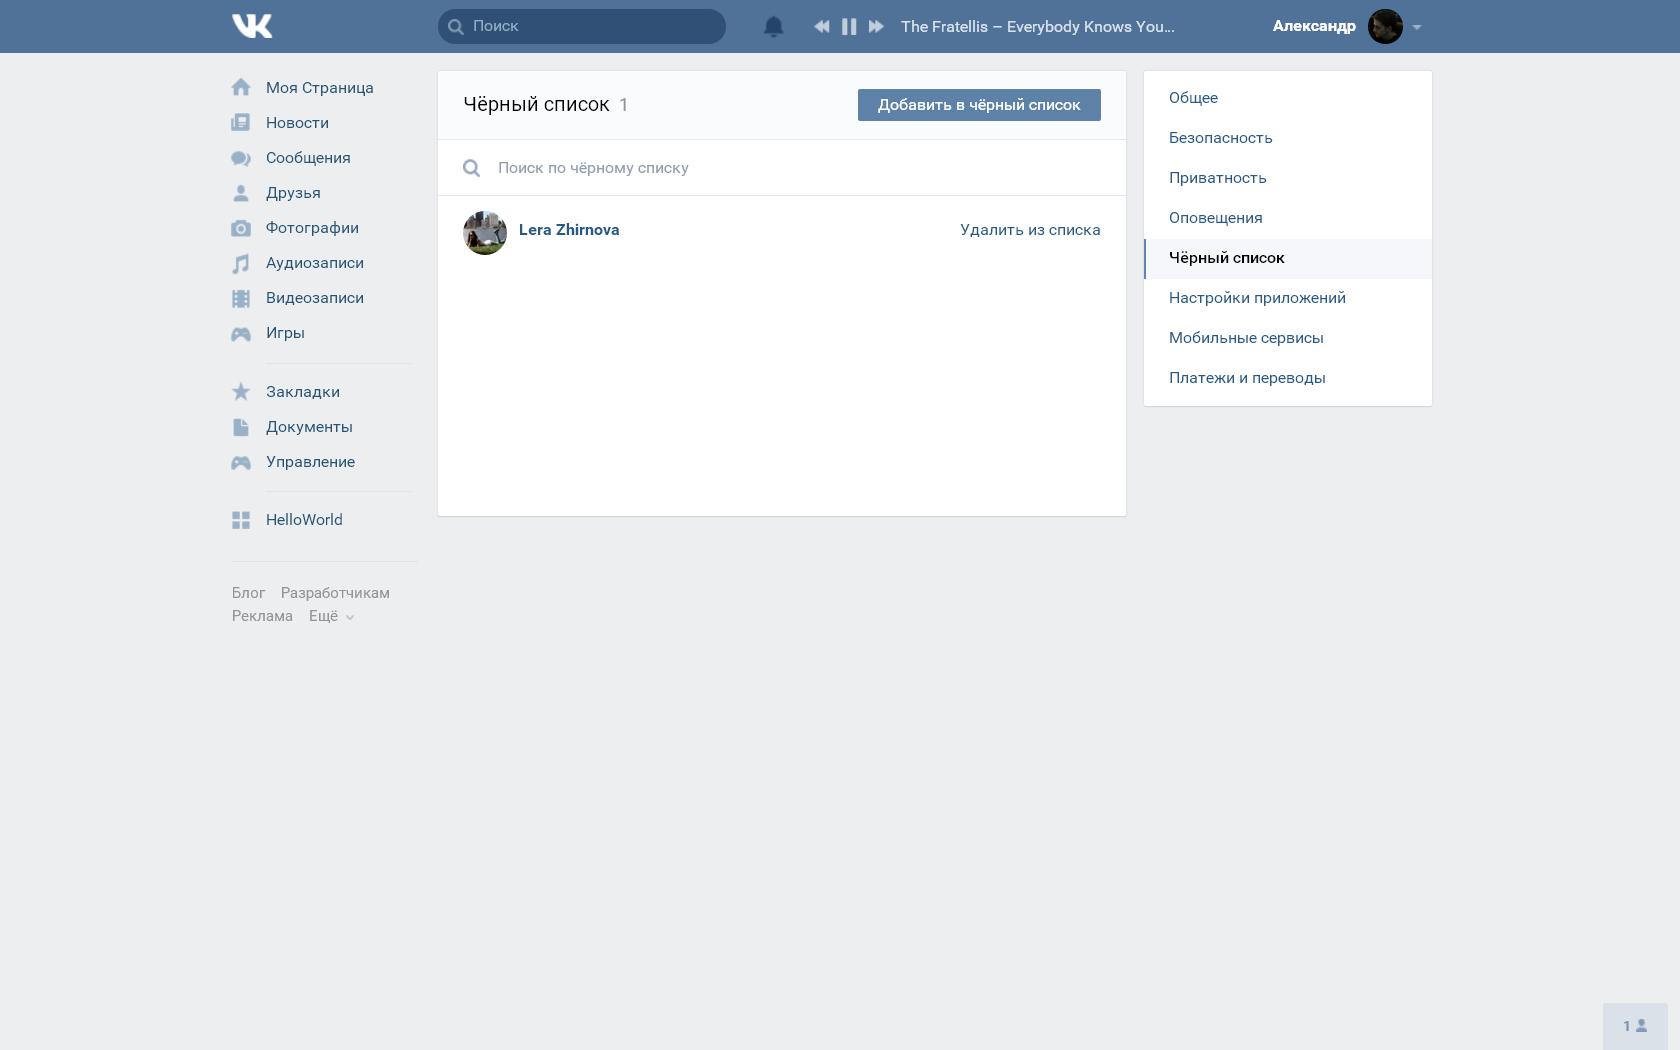 VK
Поиск
The Fratellis – Everybody Knows You...
Александр
Моя Страница
Новости
Сообщения
Друзья
Фотографии
Аудиозаписи
Видеозаписи
Игры
Закладки
Документы
Управление
HelloWorld
Блог Разработчикам
Реклама Ещё
Чёрный список 1
Добавить в чёрный список
Поиск по чёрному списку
Lera Zhirnova
Удалить из списка
Общее
Безопасность
Приватность
Оповещения
Чёрный список
Настройки приложений
Мобильные сервисы
Платежи и переводы
1